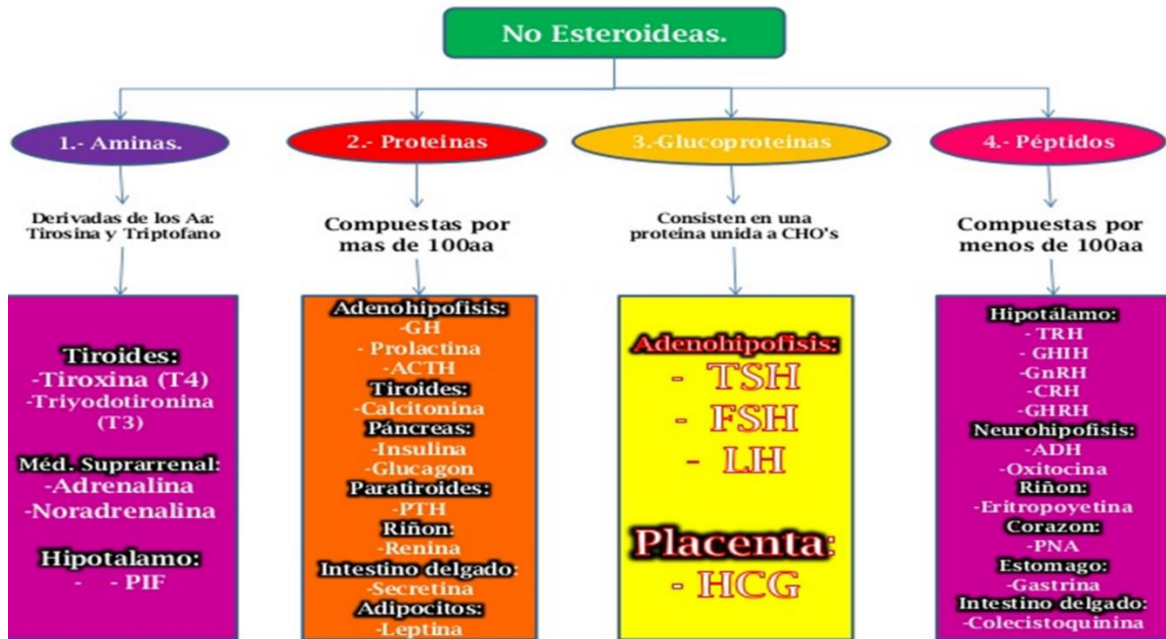 No Esteroideas.
1.- Aminas.
Derivadas de los Aa:
Tirosina y Triptofano
Tiroides:
-Tiroxina (T4)
-Triyodotironina
(T3)
Méd. Suprarrenal:
-Adrenalina
-Noradrenalina
Hipotalamo:
- - PIF
2.- Proteinas
Compuestas por
mas de 100aa
Adenohipofisis:
-GH
- Prolactina
-ACTH
Tiroides:
-Calcitonina
Páncreas:
-Insulina
-Glucagon
Paratiroides:
-PTH
Riñon:
-Renina
Intestino delgado:
-Secretina
Adipocitos:
-Leptina
3.-Glucoproteinas
Consisten en una
proteina unida a CHO's
Adenohipofisis:
- TSH
- FSH
- LH
Placenta:
- HCG
4.- Péptidos
Compuestas por
menos de 100aa
Hipotálamo:
- TRH
- GHIH
-GnRH
-CRH
-GHRH
Neurohipofisis:
-ADH
-Oxitocina
Riñon:
-Eritropoyetina
Corazon:
-PNA
Estomago:
-Gastrina
Intestino delgado:
-Colecistoquinina